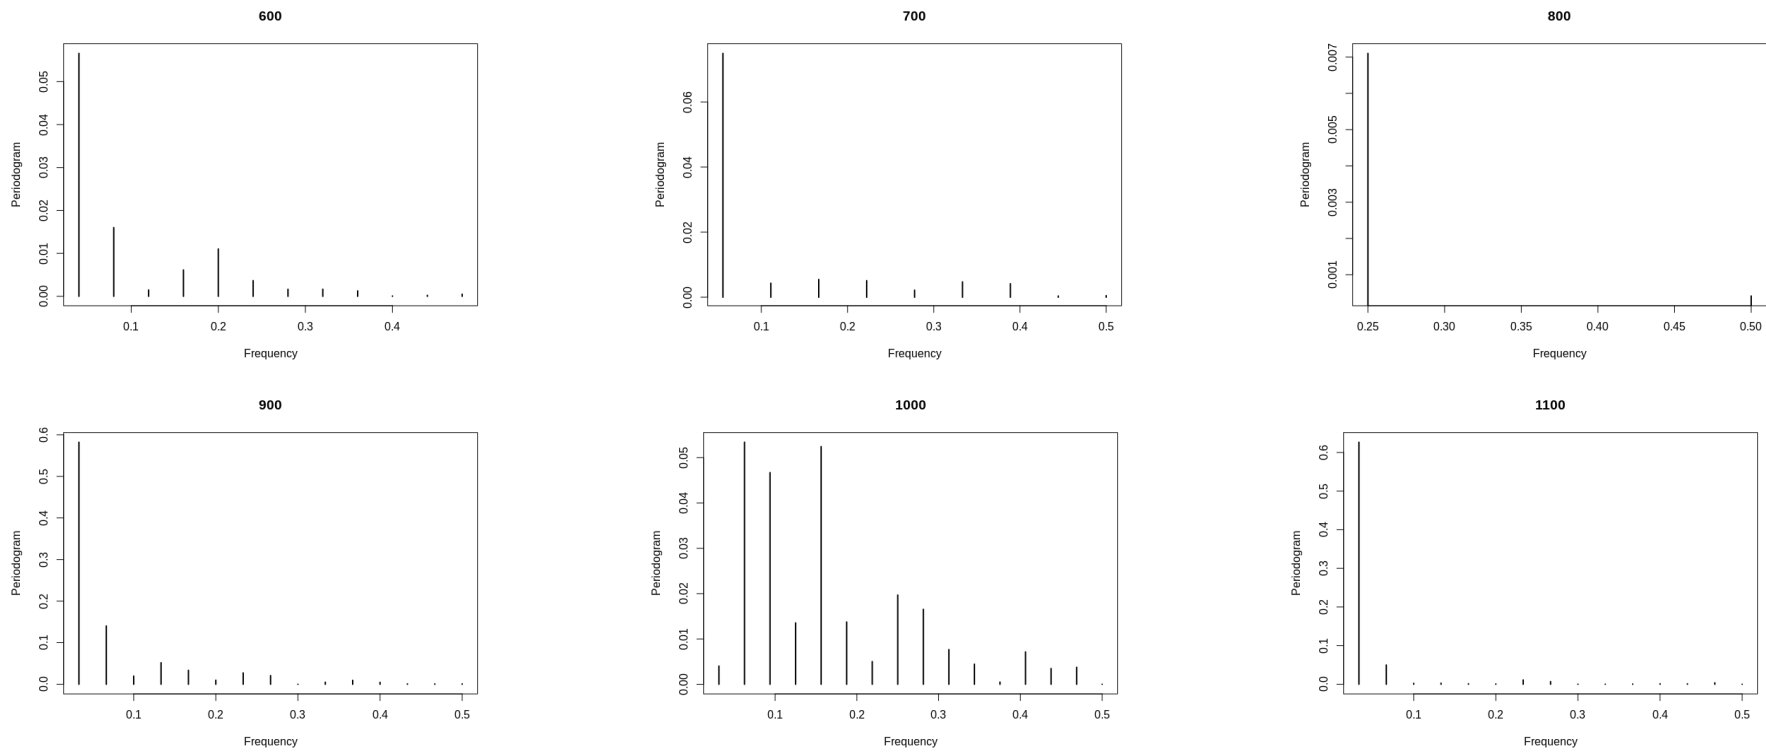 600
700
800
0.00 0.01 0.02 0.03 0.04 0.05
Periodogram
0.1 0.2 0.3 0.4
Frequency
0.00 0.02 0.04 0.06
Periodogram
0.1 0.2 0.3 0.4 0.5
Frequency
0.001 0.003 0.005 0.007
Periodogram
0.25 0.30 0.35 0.40 0.45 0.50
Frequency
900
1000
1100
0.0 0.1 0.2 0.3 0.4 0.5 0.6
Periodogram
0.1 0.2 0.3 0.4 0.5
Frequency
0.00 0.01 0.02 0.03 0.04 0.05
Periodogram
0.1 0.2 0.3 0.4 0.5
Frequency
0.0 0.1 0.2 0.3 0.4 0.5 0.6
Periodogram
0.1 0.2 0.3 0.4 0.5
Frequency